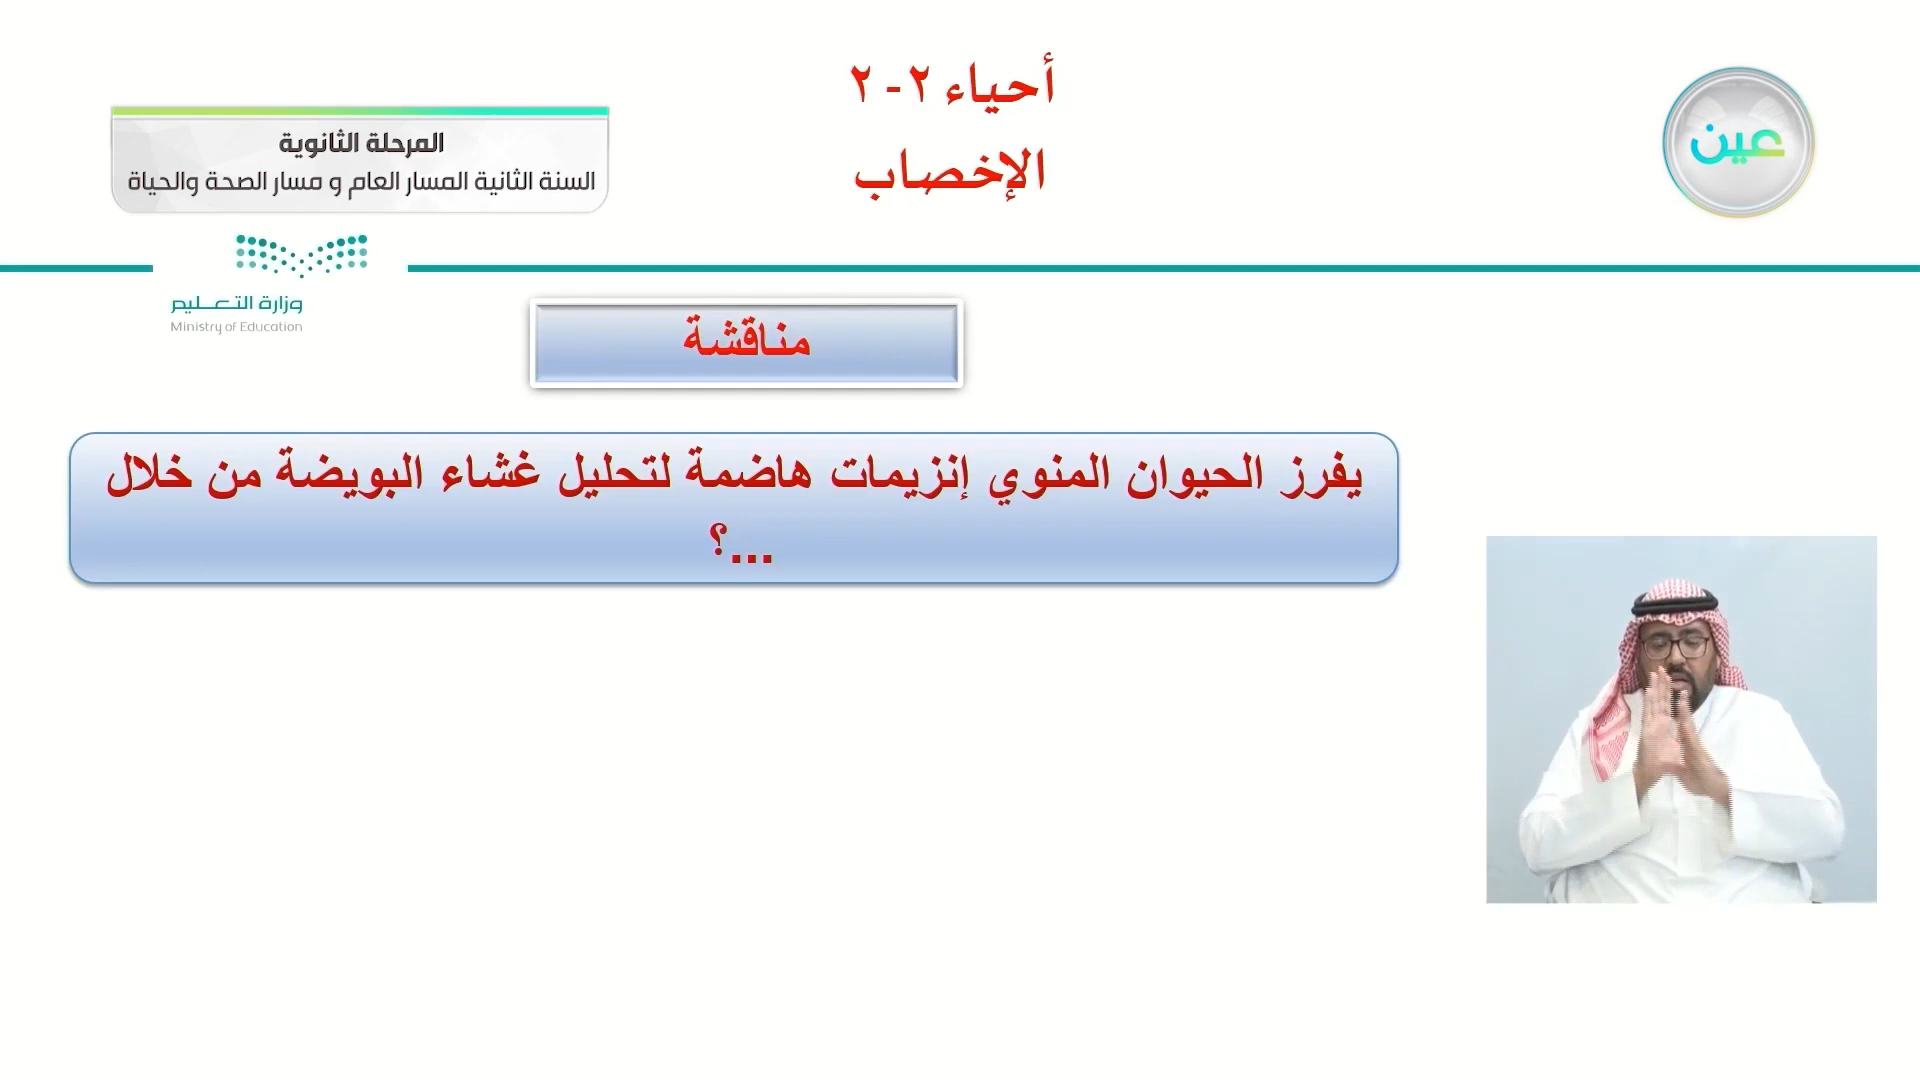 أحياء ٢- ٢
الإخصاب
عين
المرحلة الثانوية
السنة الثانية المسار العام و مسار الصحة والحياة
وزارة التعليم
Ministry of Education
مناقشة
يفرز الحيوان المنوي إنزيمات هاضمة لتحليل غشاء البويضة من خلال
...؟